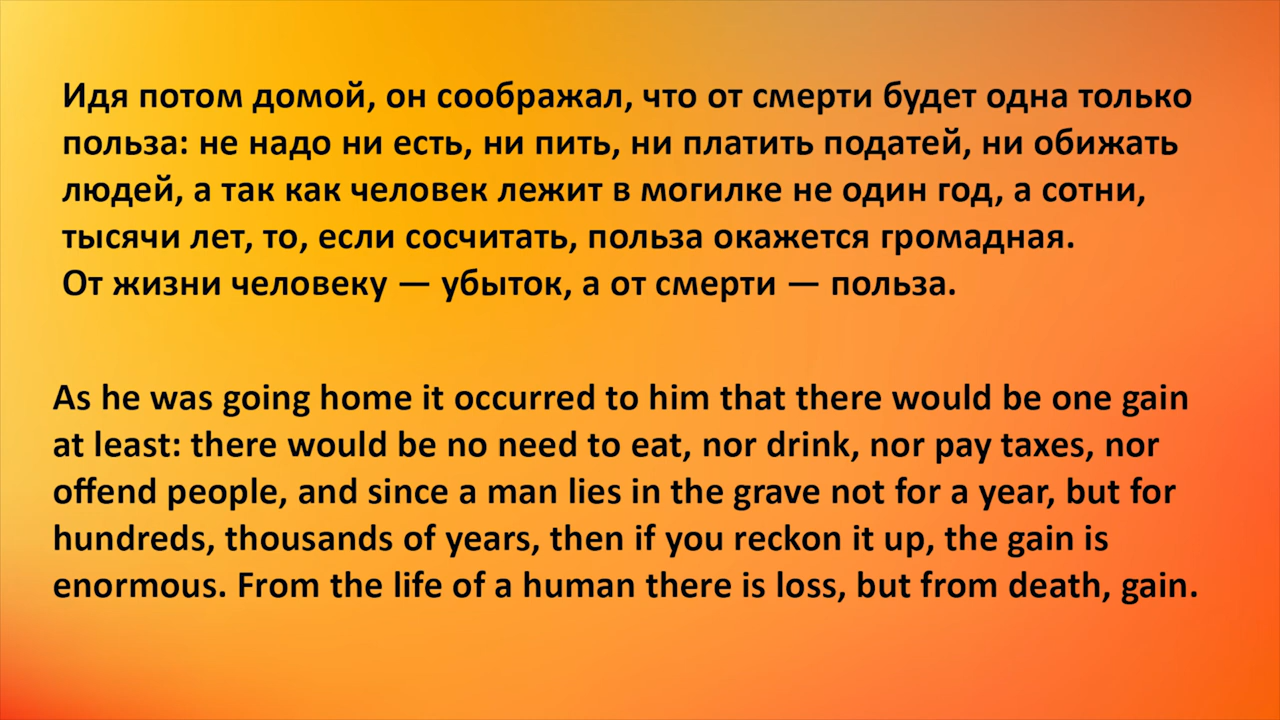 Идя потом домой, он соображал, что от смерти будет одна только
польза: не надо ни есть, ни пить, ни платить податей, ни обижать
людей, а так как человек лежит в могилке не один год, а сотни,
тысячи лет, то, если сосчитать, польза окажется громадная.
От жизни человеку — убыток, а от смерти — польза.
As he was going home it occurred to him that there would be one gain
at least: there would be no need to eat, nor drink, nor pay taxes, nor
offend people, and since a man lies in the grave not for a year, but for
hundreds, thousands of years, then if you reckon it up, the gain is
enormous. From the life of a human there is loss, but from death, gain.